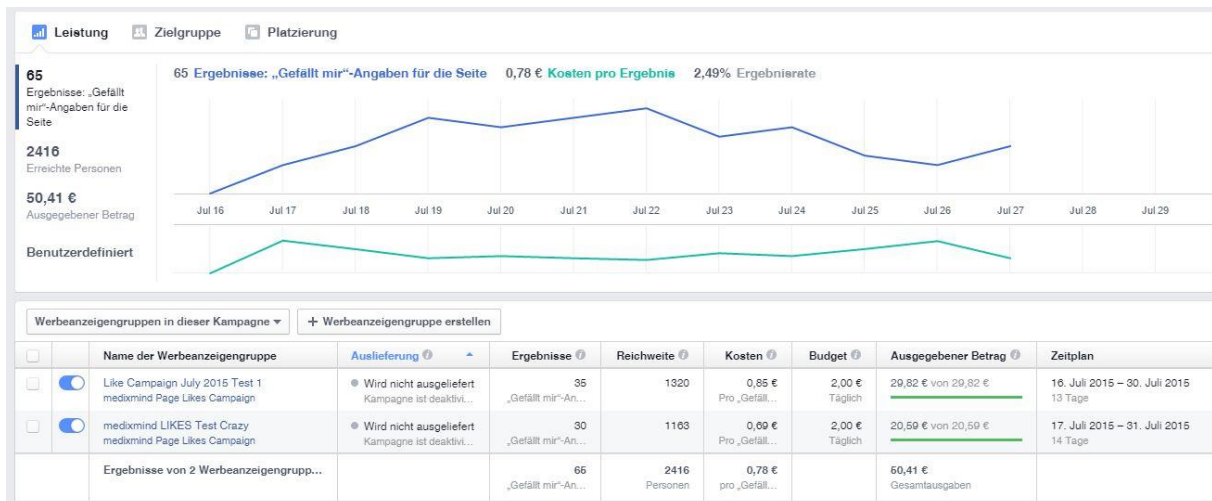 Leistung Zielgruppe Platzierung
65
Ergebnisse: „Gefällt
mir“-Angaben für die
Seite
2416
Erreichte Personen
50,41 €
Ausgegebener Betrag
Benutzerdefiniert
65 Ergebnisse: „Gefällt mir“-Angaben für die Seite 0,78 € Kosten pro Ergebnis 2,49% Ergebnisrate
Jul 16 Jul 17 Jul 18 Jul 19 Jul 20 Jul 21 Jul 22 Jul 23 Jul 24 Jul 25 Jul 26 Jul 27 Jul 28 Jul 29
Werbeanzeigengruppen in dieser Kampagne + Werbeanzeigengruppe erstellen
Name der Werbeanzeigengruppe Auslieferung Ergebnisse Reichweite Kosten Budget Ausgegebener Betrag Zeitplan
Like Campaign July 2015 Test 1 Wird nicht ausgeliefert 35 1320 0,85 € 2,00 € 29,82 € von 29,82 € 16. Juli 2015 – 30. Juli 2015
medixmind Page Likes Campaign Kampagne ist deaktivi... „Gefällt mir“-An... Pro „Gefäll... Täglich 13 Tage
medixmind LIKES Test Crazy Wird nicht ausgeliefert 30 1163 0,69 € 2,00 € 20,59 € von 20,59 € 17. Juli 2015 – 31. Juli 2015
medixmind Page Likes Campaign Kampagne ist deaktivi... „Gefällt mir“-An... Pro „Gefäll... Täglich 14 Tage
Ergebnisse von 2 Werbeanzeigengrupp... 65 2416 0,78 € 50,41 €
„Gefällt mir“-An... Personen pro „Gefäll... Gesamtausgaben